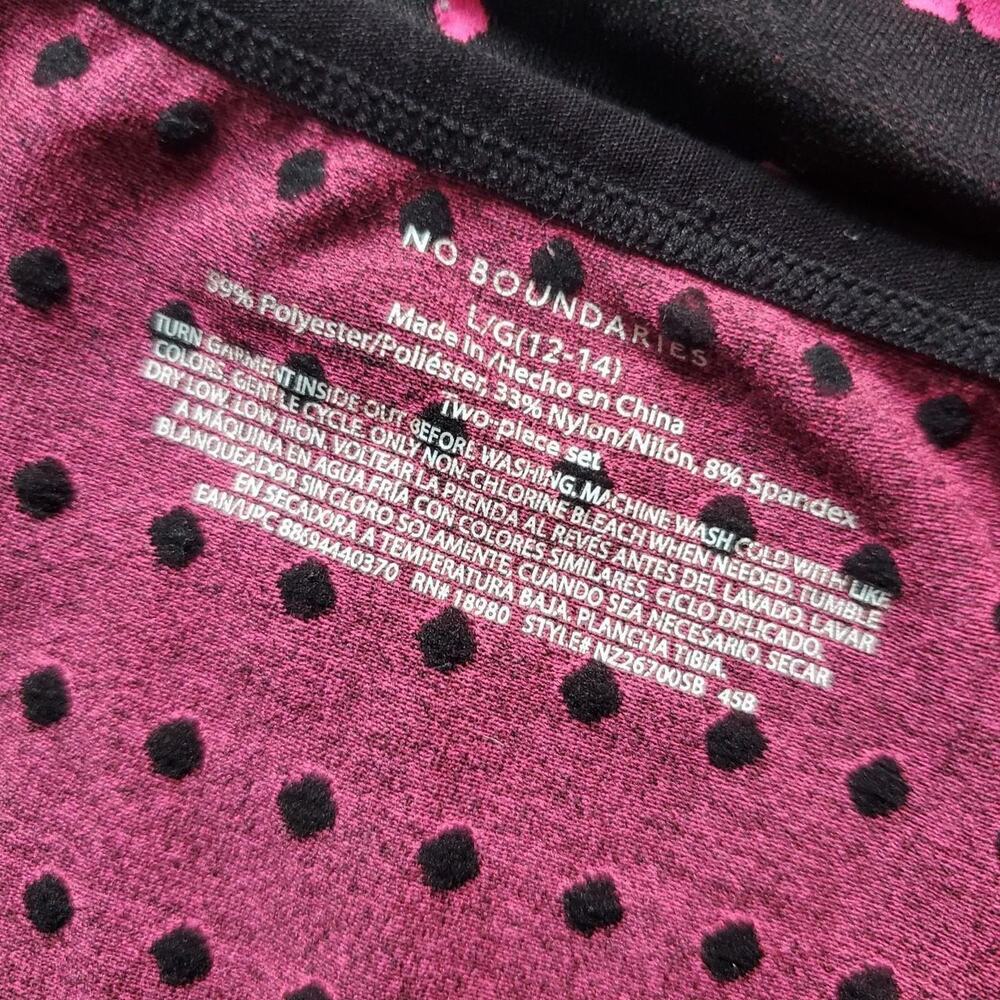 NO BOUNDARIES
L/G(12-14)
Made in/Hecho en China
59% Polyester/Poliéster, 33% Nylon/Nilón, 8% Spandex
Two-piece set
TURN GARMENT INSIDE OUT BEFORE WASHING. MACHINE WASH COLD WITH LIKE
COLORS. GENTLE CYCLE. ONLY NON-CHLORINE BLEACH WHEN NEEDED. TUMBLE
DRY LOW. LOW IRON. VOLTEAR LA PRENDA AL REVÉS ANTES DEL LAVADO. LAVAR
A MÁQUINA EN AGUA FRÍA CON COLORES SIMILARES. CICLO DELICADO.
BLANQUEADOR SIN CLORO SOLAMENTE, CUANDO SEA NECESARIO. SECAR
EN SECADORA A TEMPERATURA BAJA. PLANCHA TIBIA.
EAN/UPC 88694440370 RN# 18980 STYLE# NZ26700SB 45B